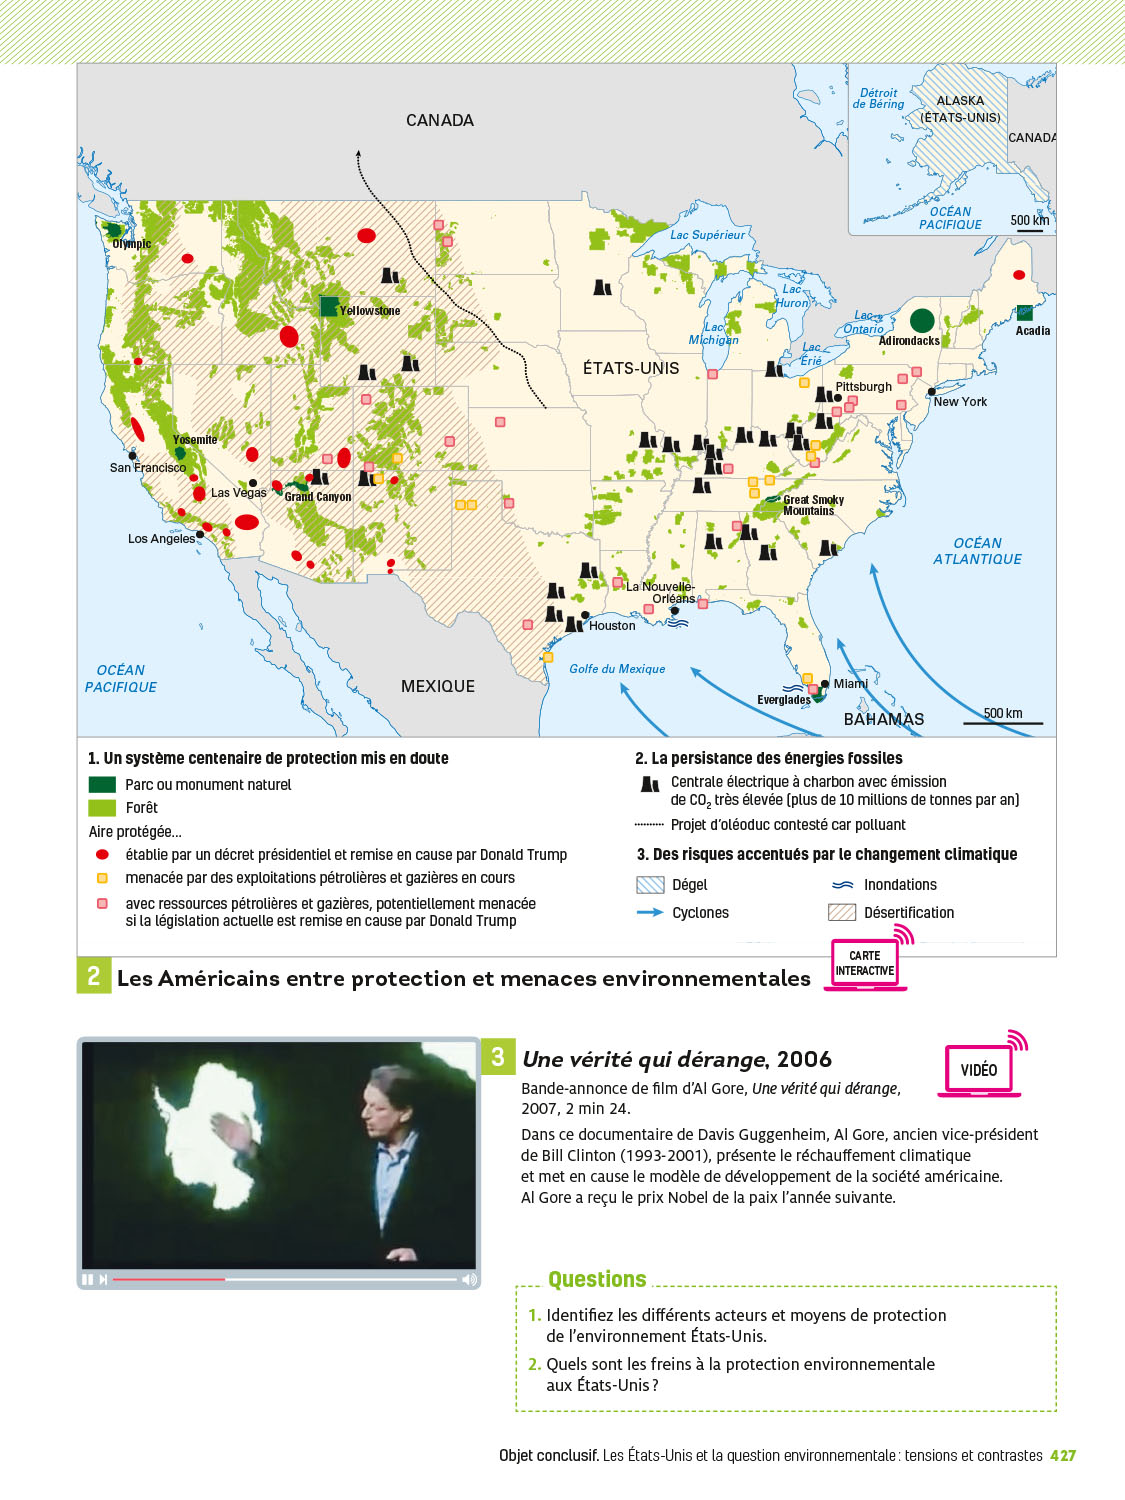 CANADA
Détroit
de Béring
ALASKA
(ÉTATS-UNIS)
CANADA
OCÉAN
PACIFIQUE
500 km
Olympic
Lac Supérieur
Yellowstone
Lac
Huron
Lac
Michigan
Lac
Ontario
Adirondacks
Acadia
Lac
Érié
ÉTATS-UNIS
Pittsburgh
New York
Yosemite
San Francisco
Las Vegas
Grand Canyon
Great Smoky
Mountains
Los Angeles
OCÉAN
ATLANTIQUE
La Nouvelle-
Orléans
Houston
OCÉAN
PACIFIQUE
MEXIQUE
Golfe du Mexique
Miami
Everglades
BAHAMAS
500 km
1. Un système centenaire de protection mis en doute
Parc ou monument naturel
Forêt
Aire protégée...
établie par un décret présidentiel et remise en cause par Donald Trump
menacée par des exploitations pétrolières et gazières en cours
avec ressources pétrolières et gazières, potentiellement menacée
si la législation actuelle est remise en cause par Donald Trump
2. La persistance des énergies fossiles
Centrale électrique à charbon avec émission
de CO2 très élevée (plus de 10 millions de tonnes par an)
Projet d'oléoduc contesté car polluant
3. Des risques accentués par le changement climatique
Dégel
Inondations
Cyclones
Désertification
2 Les Américains entre protection et menaces environnementales
CARTE
INTERACTIVE
3 Une vérité qui dérange, 2006
VIDÉO
Bande-annonce de film d'Al Gore, Une vérité qui dérange,
2007, 2 min 24.
Dans ce documentaire de Davis Guggenheim, Al Gore, ancien vice-président
de Bill Clinton (1993-2001), présente le réchauffement climatique
et met en cause le modèle de développement de la société américaine.
Al Gore a reçu le prix Nobel de la paix l'année suivante.
Questions
1. Identifiez les différents acteurs et moyens de protection
de l'environnement États-Unis.
2. Quels sont les freins à la protection environnementale
aux États-Unis ?
Objet conclusif. Les États-Unis et la question environnementale : tensions et contrastes 427